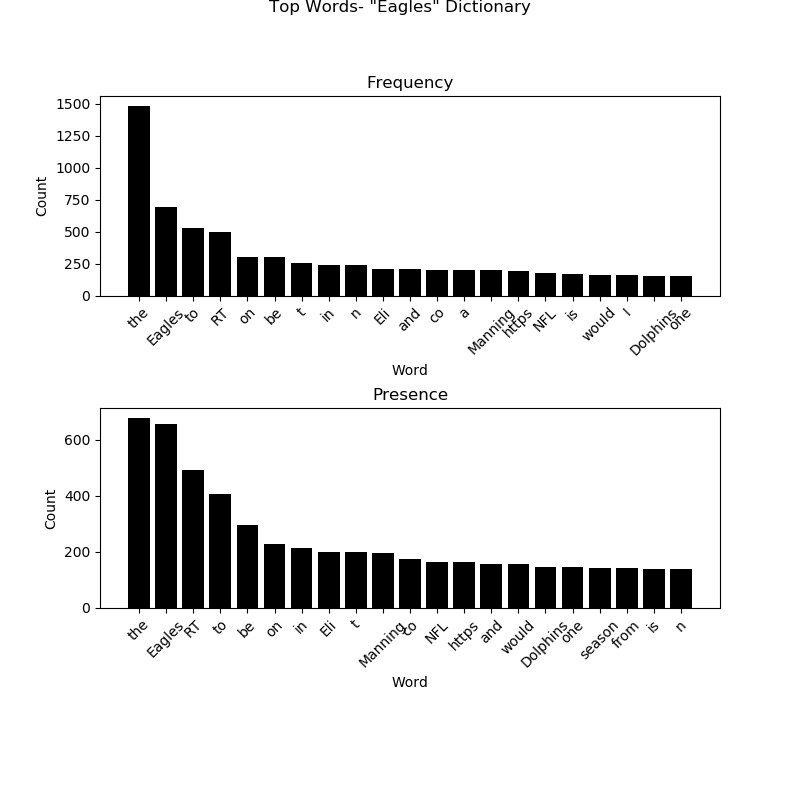 Top Words- "Eagles" Dictionary
Frequency
1500
1250
1000
750
500
250
0
Count
the Eagles to RT on be t in n Eli and co a Manning https NFL is would I Dolphins one
Word
Presence
600
400
200
0
Count
the Eagles RT to be on in Eli t Manning co NFL https and would Dolphins one season from is n
Word